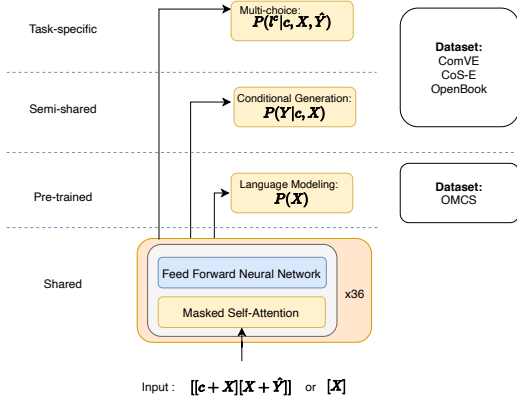 Task-specific
Multi-choice:
P(l^c|c, X, Ŷ)
Dataset:
ComVE
CoS-E
OpenBook
Semi-shared
Conditional Generation:
P(Y|c, X)
Pre-trained
Language Modeling:
P(X)
Dataset:
OMCS
Shared
Feed Forward Neural Network
Masked Self-Attention
x36
Input : [[c + X][X + Ŷ]] or [X]